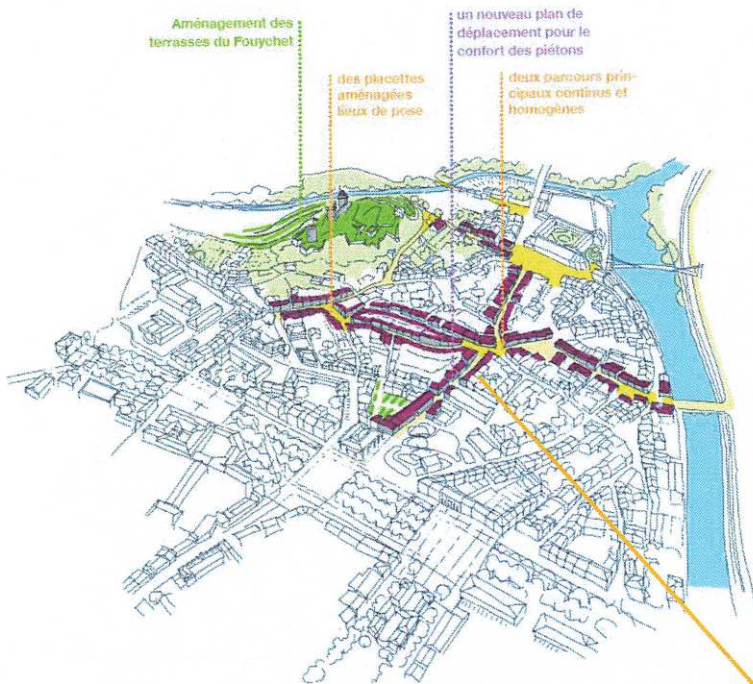 Aménagement des
terrasses du Fouychet
un nouveau plan de
déplacement pour le
confort des piétons
des placettes
aménagées
lieux de pose
deux parcours prin-
cipaux continus et
homogènes